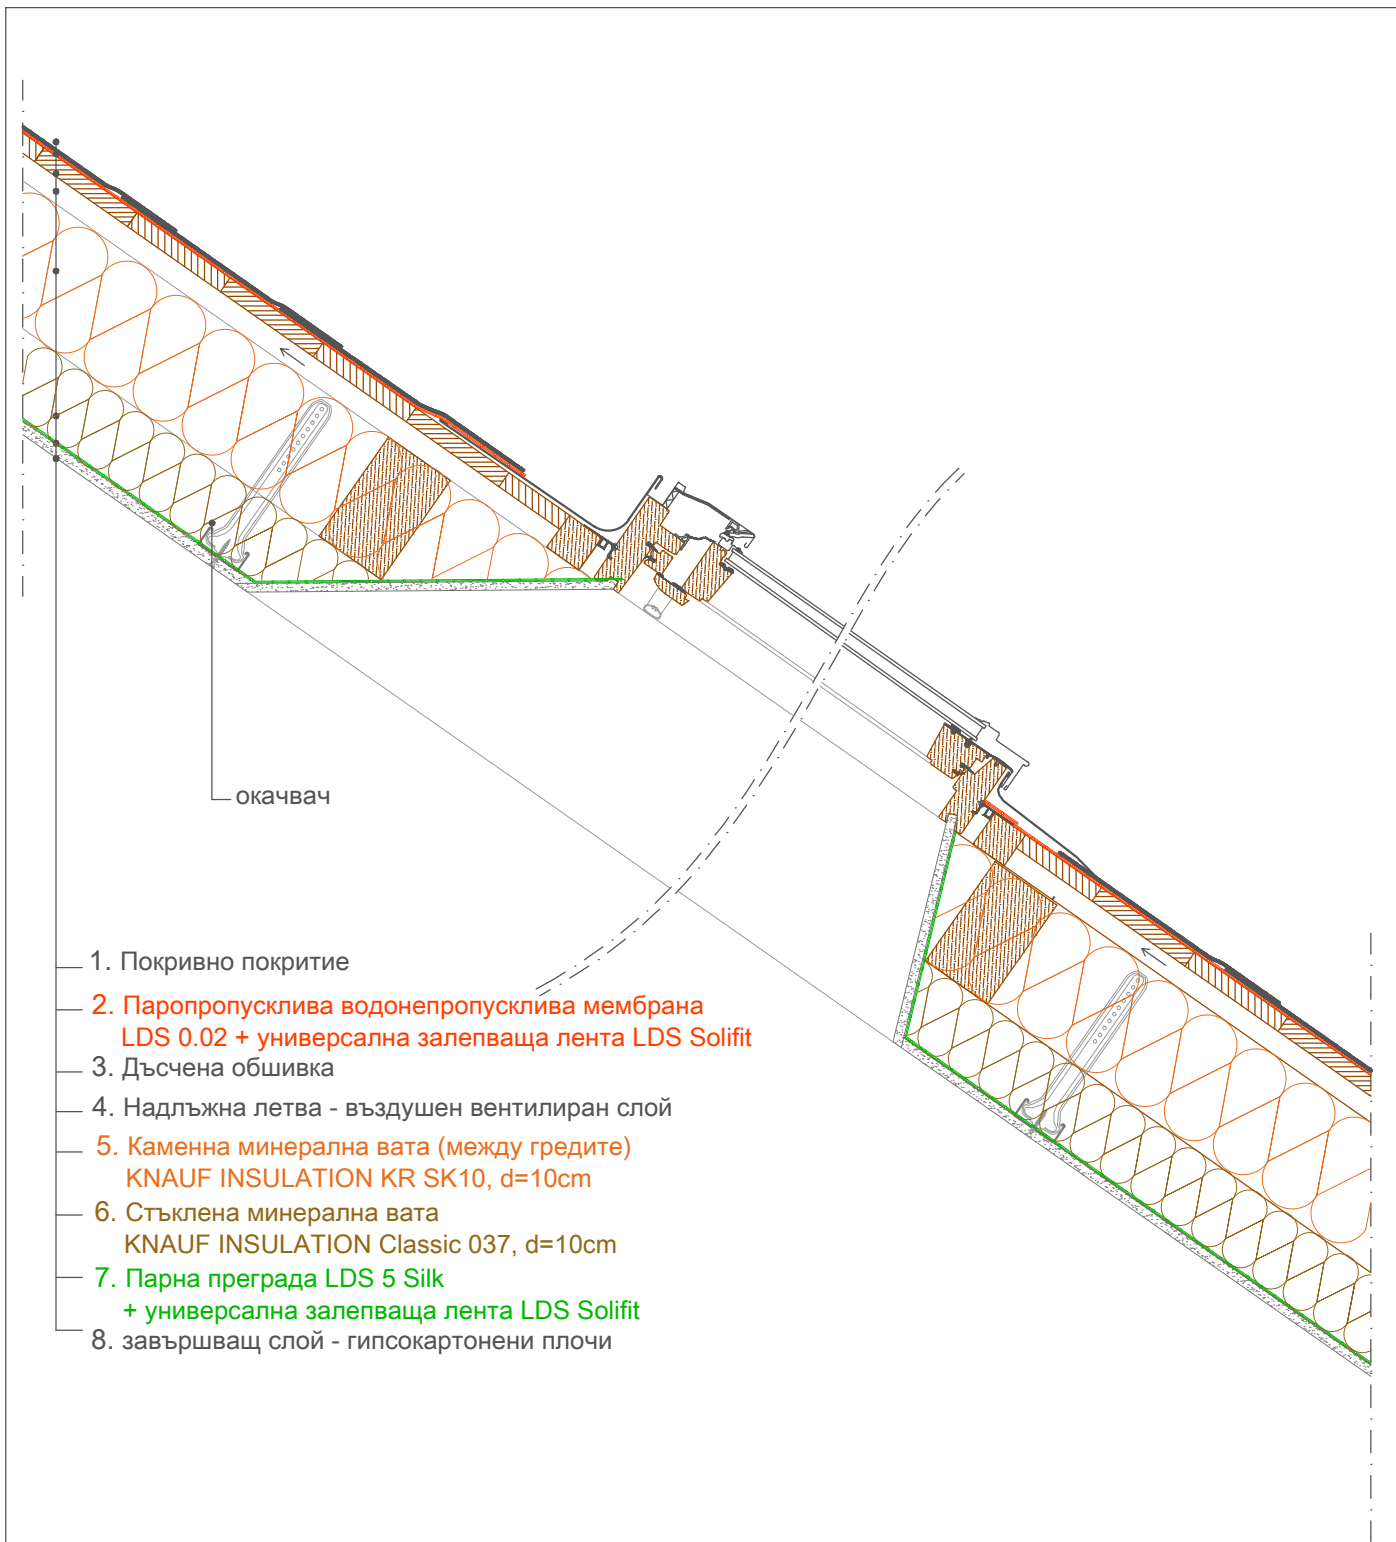 окачвач
1. Покривно покритие
2. Паропропусклива водонепропусклива мембрана
LDS 0.02 + универсална залепваща лента LDS Solifit
3. Дъсчена обшивка
4. Надлъжна летва - въздушен вентилиран слой
5. Каменна минерална вата (между гредите)
KNAUF INSULATION KR SK10, d=10cm
6. Стъклена минерална вата
KNAUF INSULATION Classic 037, d=10cm
7. Парна преграда LDS 5 Silk
+ универсална залепваща лента LDS Solifit
8. завършващ слой - гипсокартонени плочи